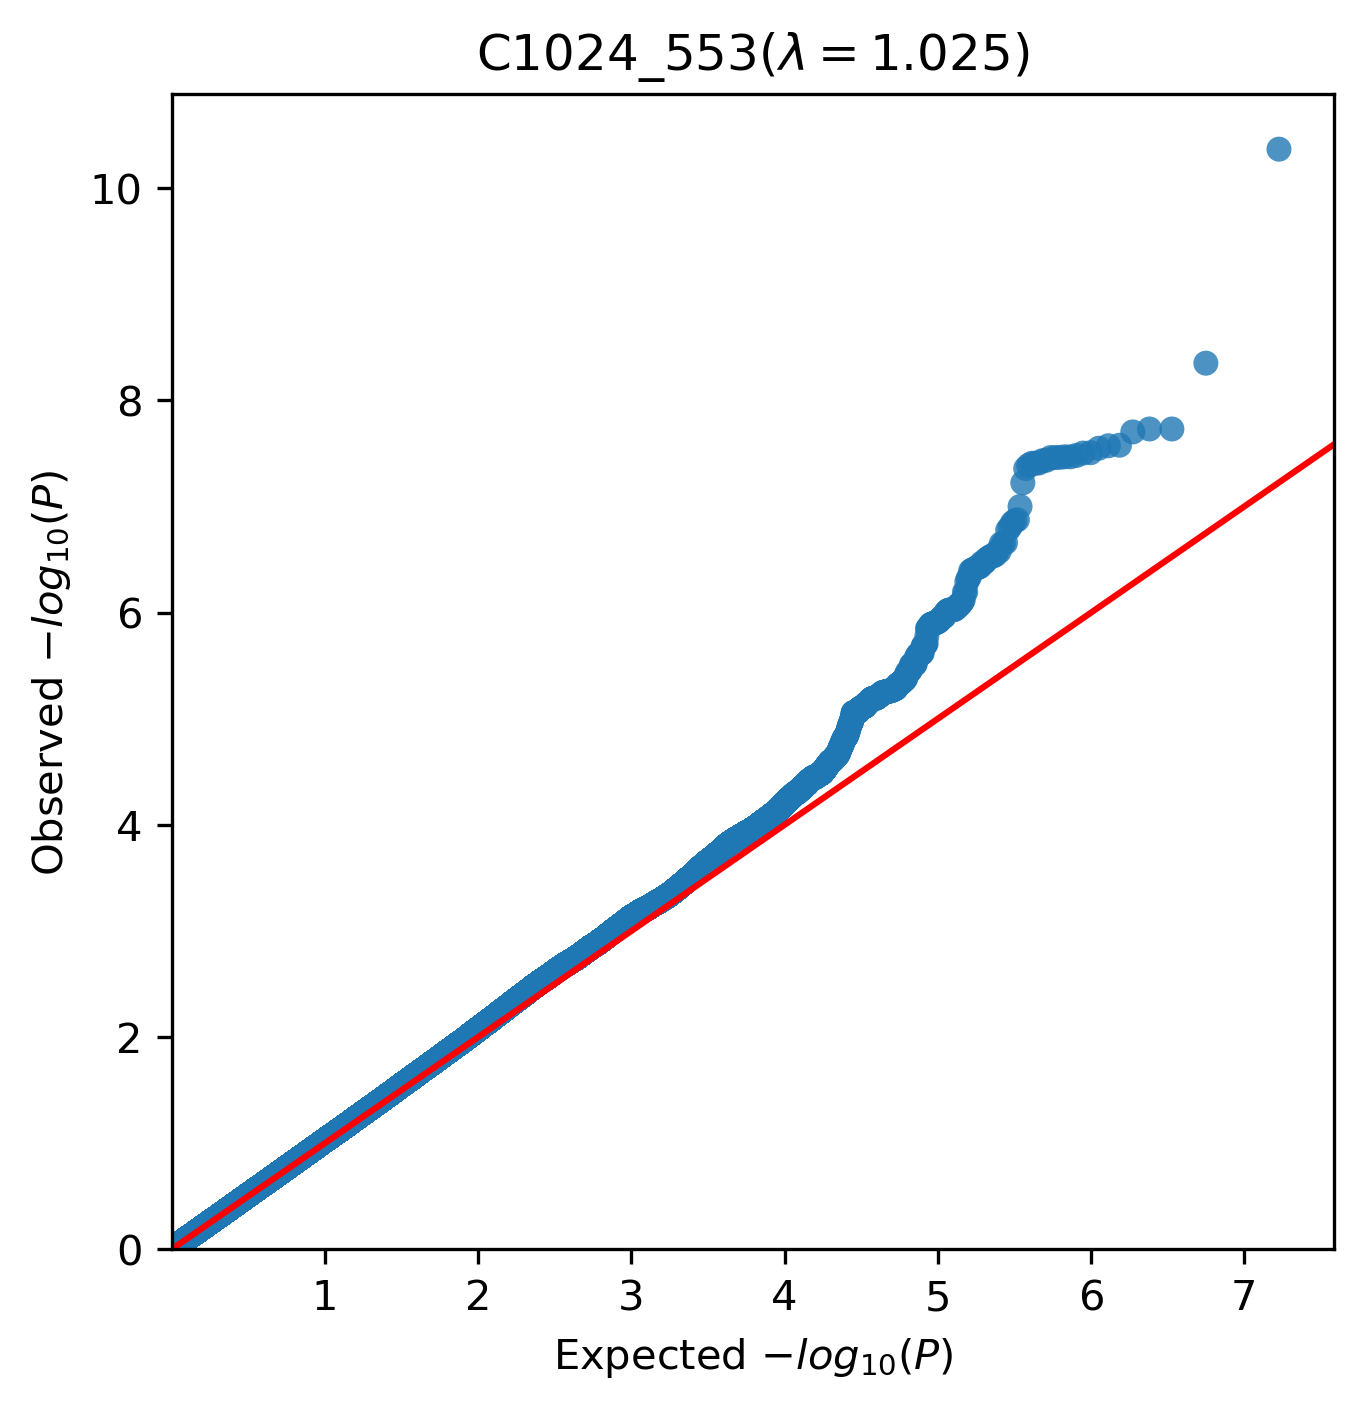 C1024_553(λ = 1.025)
10
8
6
4
2
0
Observed −log₁₀(P)
1 2 3 4 5 6 7
Expected −log₁₀(P)